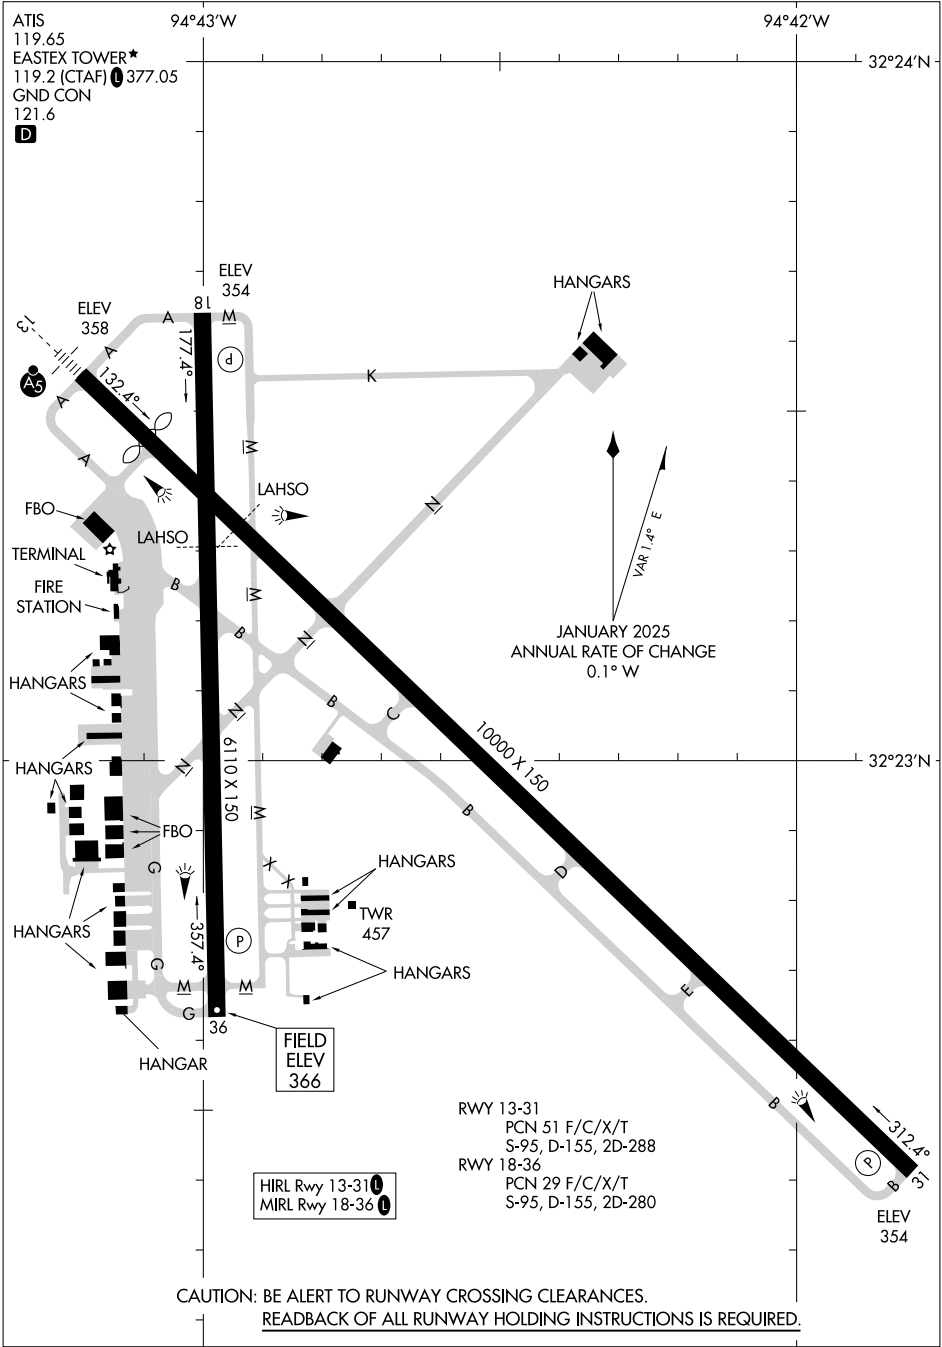 ATIS
119.65
EASTEX TOWER★
119.2 (CTAF) L 377.05
GND CON
121.6
D
94°43'W
94°42'W
32°24'N
ELEV
354
HANGARS
ELEV
358
18
A
M
13
A
177.4°
P
A5
132.4°
K
A
M
A
LAHSO
N
FBO
LAHSO
VAR 1.4° E
TERMINAL
B
FIRE
STATION
M
B
N
JANUARY 2025
ANNUAL RATE OF CHANGE
0.1° W
HANGARS
B
C
N
6110 X 150
10000 X 150
32°23'N
HANGARS
N
M
B
FBO
G
X
X
HANGARS
D
TWR
457
HANGARS
357.4°
P
G
HANGARS
M
M
E
G
36
FIELD
ELEV
366
HANGAR
B
RWY 13-31
PCN 51 F/C/X/T
S-95, D-155, 2D-288
RWY 18-36
PCN 29 F/C/X/T
S-95, D-155, 2D-280
312.4°
P
31
B
HIRL Rwy 13-31 L
MIRL Rwy 18-36 L
ELEV
354
CAUTION: BE ALERT TO RUNWAY CROSSING CLEARANCES.
READBACK OF ALL RUNWAY HOLDING INSTRUCTIONS IS REQUIRED.